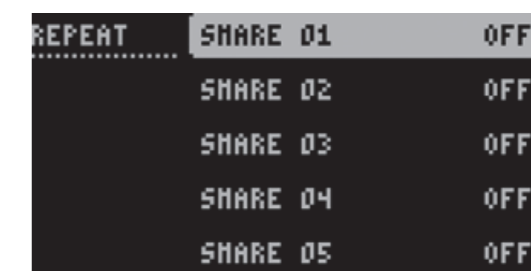 REPEAT SNARE 01 OFF
SNARE 02 OFF
SNARE 03 OFF
SNARE 04 OFF
SNARE 05 OFF